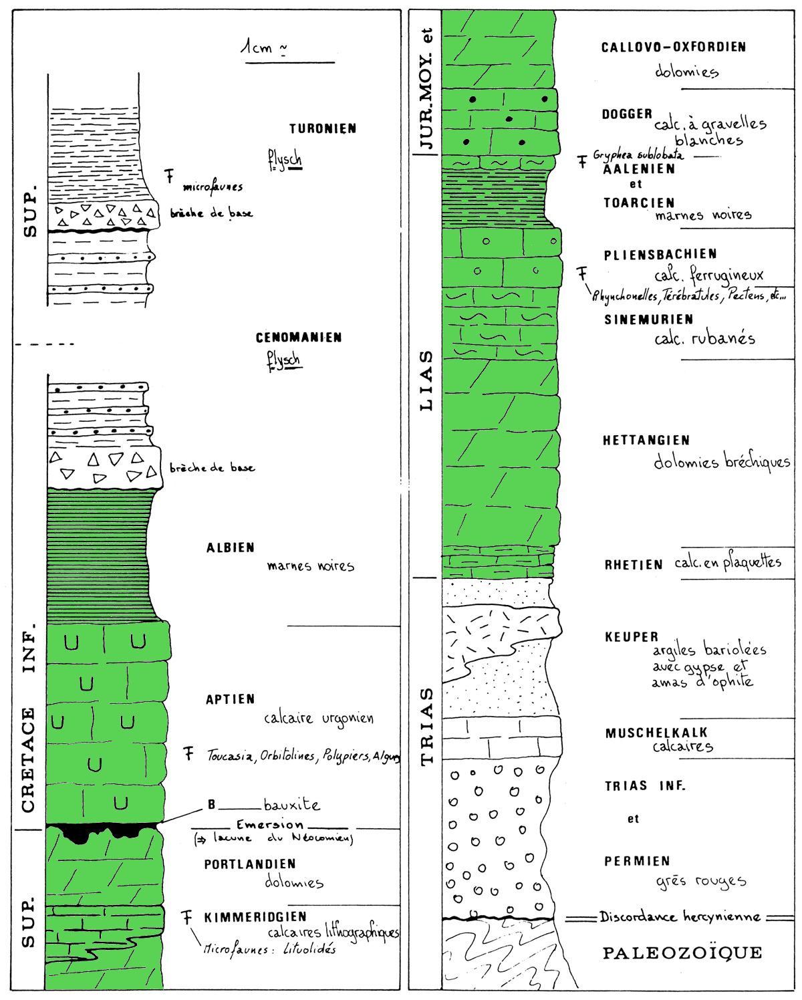 1cm ~
SUP.
TURONIEN
flysch
F microfaunes
brèche de base
CENOMANIEN
flysch
brèche de base
CRETACE INF.
ALBIEN
marnes noires
APTIEN
calcaire urgonien
F Toucasia, Orbitolines, Polypiers, Algues
B bauxite
Emersion
(⇒ lacune du Néocomien)
SUP.
PORTLANDIEN
dolomies
F KIMMERIDGIEN
calcaires lithographiques
Microfaunes : Lituolidés
JUR.MOY. et
CALLOVO-OXFORDIEN
dolomies
DOGGER
calc. à gravelles
blanches
F Gryphea sublobata
AALENIEN
et
TOARCIEN
marnes noires
LIAS
PLIENSBACHIEN
calc. ferrugineux
F Rhynchonelles, Térébratules, Pectens, etc...
SINEMURIEN
calc. rubanés
HETTANGIEN
dolomies bréchiques
RHETIEN calc. en plaquettes
TRIAS
KEUPER
argiles bariolées
avec gypse et
amas d'ophite
MUSCHELKALK
calcaires
TRIAS INF.
et
PERMIEN
grés rouges
Discordance hercynienne
PALEOZOÏQUE